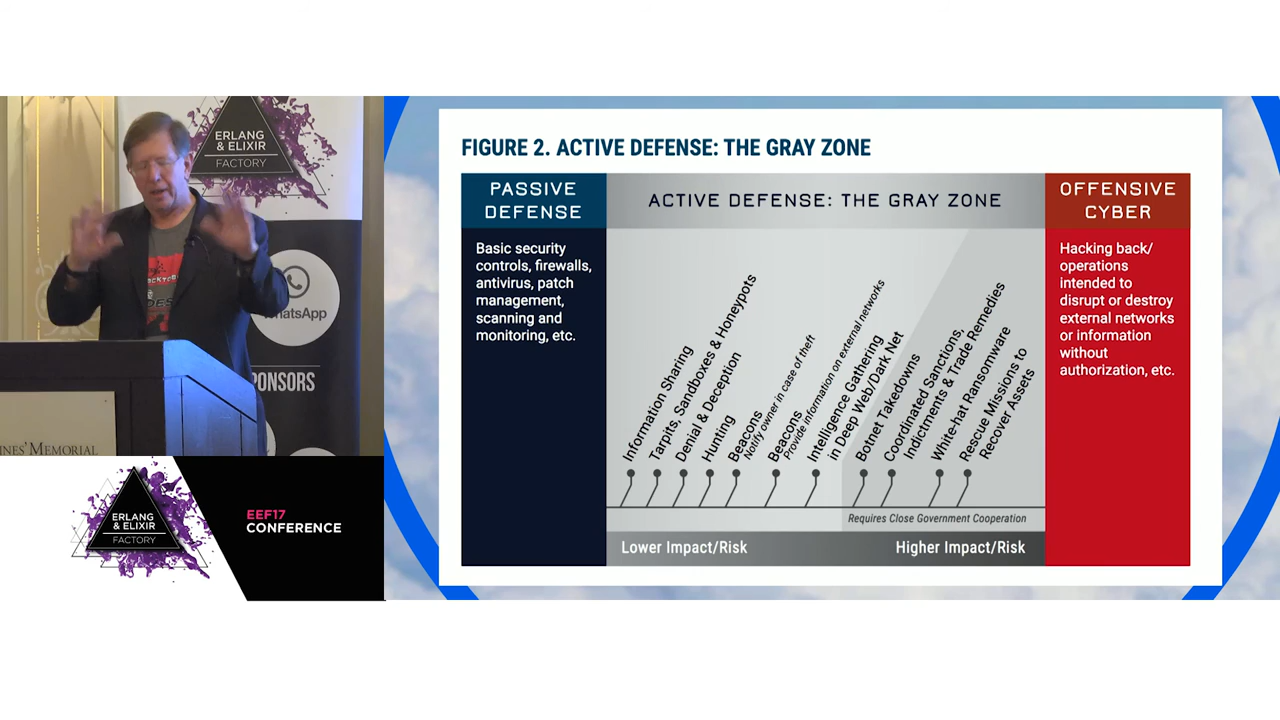 ERLANG
& ELIXIR
FACTORY
WhatsApp
INES' MEMORIAL
ERLANG
& ELIXIR
FACTORY
EEF17
CONFERENCE
FIGURE 2. ACTIVE DEFENSE: THE GRAY ZONE
PASSIVE
DEFENSE
Basic security
controls, firewalls,
antivirus, patch
management,
scanning and
monitoring, etc.
ACTIVE DEFENSE: THE GRAY ZONE
Information Sharing
Tarpits, Sandboxes & Honeypots
Denial & Deception
Hunting
Beacons
Notify owner in case of theft
Beacons
Provide information on external networks
Intelligence Gathering
in Deep Web/Dark Net
Botnet Takedowns
Coordinated Sanctions,
Indictments & Trade Remedies
White-hat Ransomware
Rescue Missions to
Recover Assets
Requires Close Government Cooperation
Lower Impact/Risk
Higher Impact/Risk
OFFENSIVE
CYBER
Hacking back/
operations
intended to
disrupt or destroy
external networks
or information
without
authorization, etc.